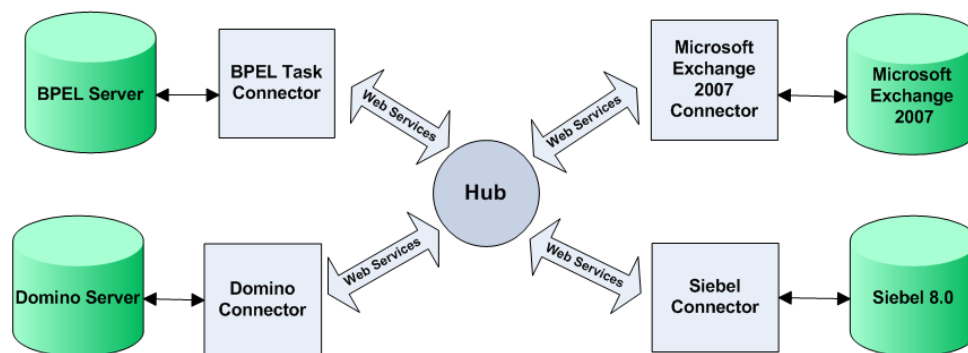 BPEL Server
BPEL Task
Connector
Web Services
Microsoft
Exchange
2007
Connector
Microsoft
Exchange
2007
Web Services
Hub
Domino Server
Domino
Connector
Web Services
Web Services
Siebel
Connector
Siebel 8.0